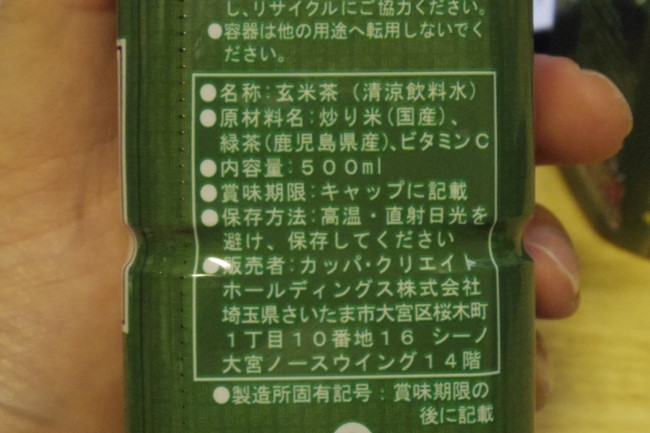 し、リサイクルにご協力ください。
●容器は他の用途へ転用しないでく
ださい。
●名称:玄米茶（清涼飲料水）
●原材料名:炒り米(国産)、
緑茶(鹿児島県産)、ビタミンC
●内容量:５００ml
●賞味期限:キャップに記載
●保存方法:高温・直射日光を
避け、保存してください
●販売者:カッパ・クリエイト
ホールディングス株式会社
埼玉県さいたま市大宮区桜木町
１丁目１０番地１６ シーノ
大宮ノースウイング１４階
●製造所固有記号:賞味期限の
後に記載